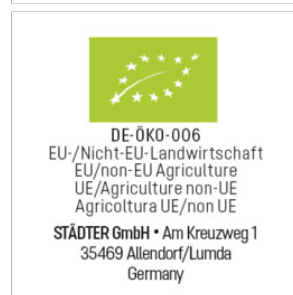 DE-ÖKO-006
EU-/Nicht-EU-Landwirtschaft
EU/non-EU Agriculture
UE/Agriculture non-UE
Agricoltura UE/non UE
STÄDTER GmbH • Am Kreuzweg 1
35469 Allendorf/Lumda
Germany